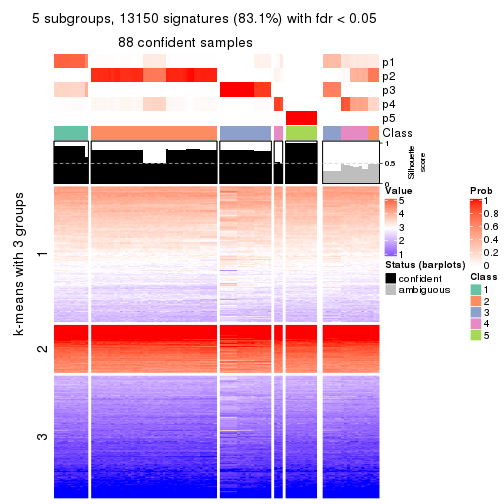 5 subgroups, 13150 signatures (83.1%) with fdr < 0.05
88 confident samples
p1
p2
p3
p4
p5
Class
1
0.5
0
Silhouette
score
k-means with 3 groups
1
2
3
Value
5
4
3
2
1
Status (barplots)
confident
ambiguous
Prob
1
0.8
0.6
0.4
0.2
0
Class
1
2
3
4
5